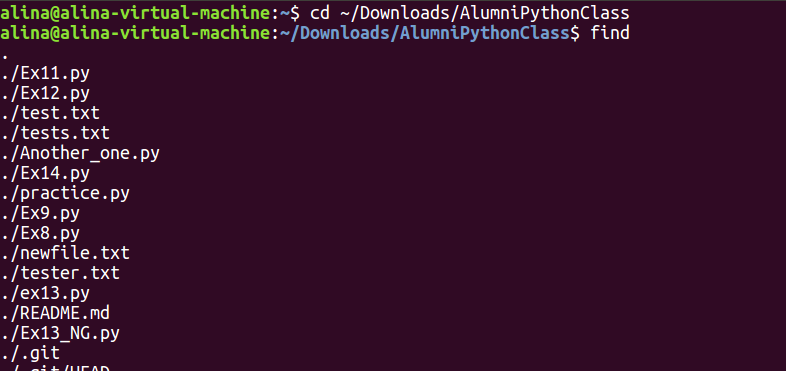 alina@alina-virtual-machine:~$ cd ~/Downloads/AlumniPythonClass
alina@alina-virtual-machine:~/Downloads/AlumniPythonClass$ find
.
./Ex11.py
./Ex12.py
./test.txt
./tests.txt
./Another_one.py
./Ex14.py
./practice.py
./Ex9.py
./Ex8.py
./newfile.txt
./tester.txt
./ex13.py
./README.md
./Ex13_NG.py
./.git
./.git/HEAD